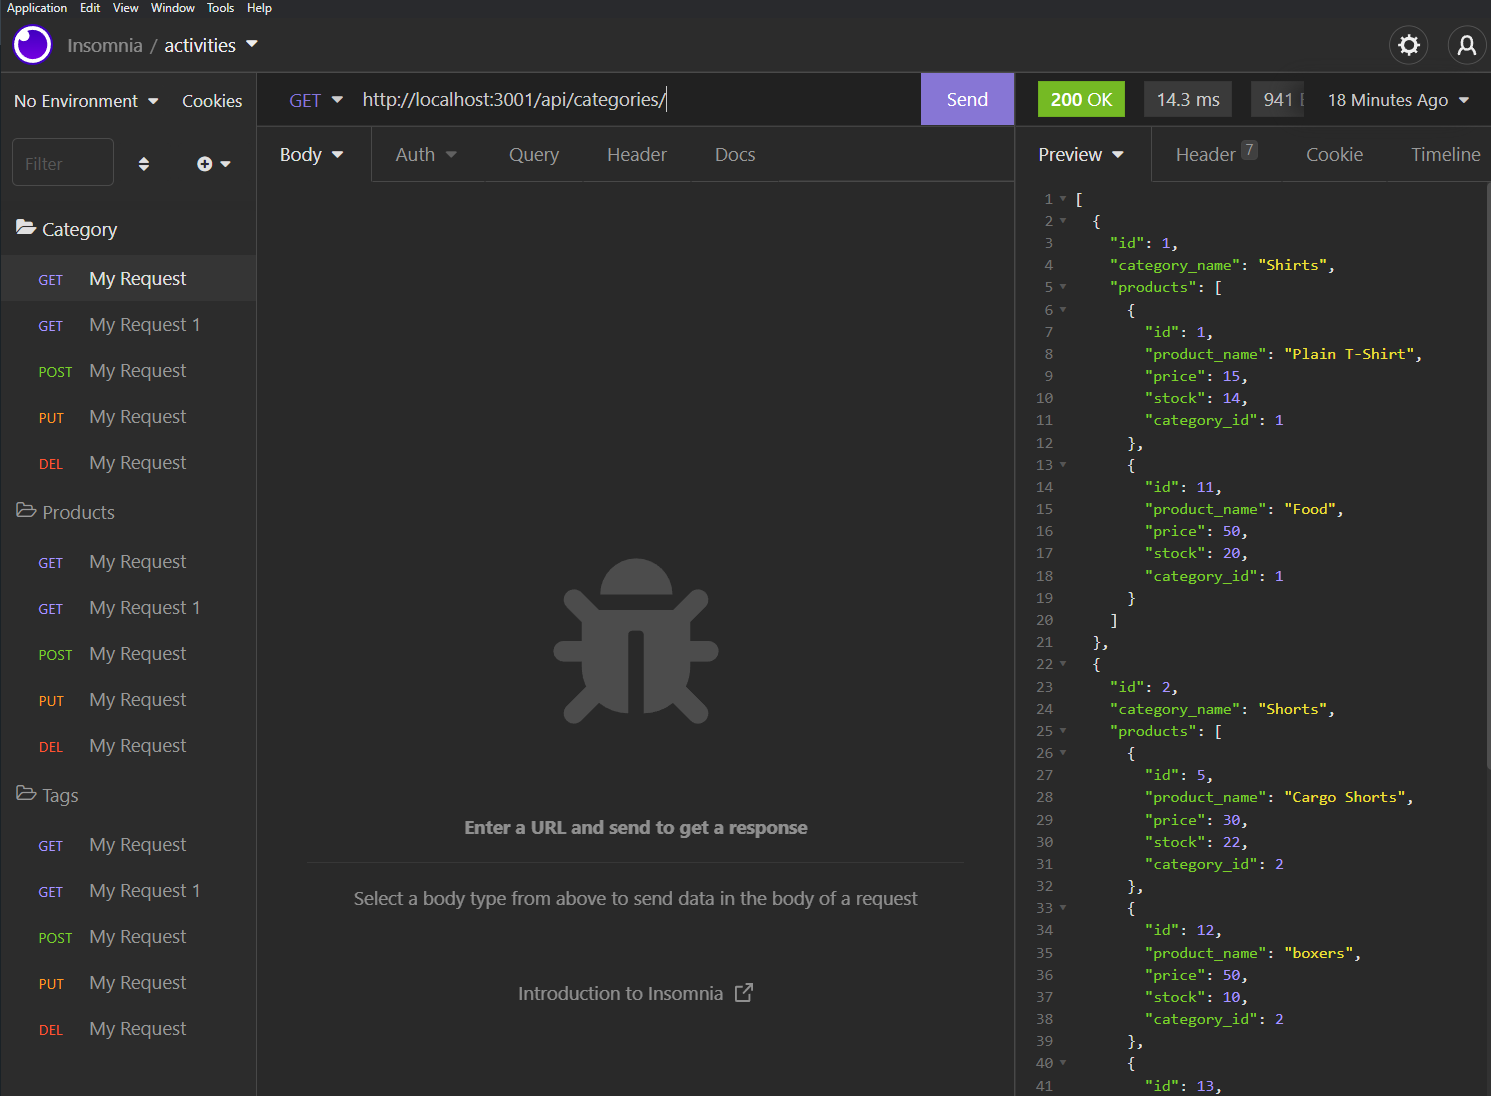 Application Edit View Window Tools Help
Insomnia / activities
No Environment Cookies
Filter
Category
GET My Request
GET My Request 1
POST My Request
PUT My Request
DEL My Request
Products
GET My Request
GET My Request 1
POST My Request
PUT My Request
DEL My Request
Tags
GET My Request
GET My Request 1
POST My Request
PUT My Request
DEL My Request
GET http://localhost:3001/api/categories/ Send
Body Auth Query Header Docs
Enter a URL and send to get a response
Select a body type from above to send data in the body of a request
Introduction to Insomnia
200 OK 14.3 ms 941 18 Minutes Ago
Preview Header 7 Cookie Timeline
1 [
2 {
3 "id": 1,
4 "category_name": "Shirts",
5 "products": [
6 {
7 "id": 1,
8 "product_name": "Plain T-Shirt",
9 "price": 15,
10 "stock": 14,
11 "category_id": 1
12 },
13 {
14 "id": 11,
15 "product_name": "Food",
16 "price": 50,
17 "stock": 20,
18 "category_id": 1
19 }
20 ]
21 },
22 {
23 "id": 2,
24 "category_name": "Shorts",
25 "products": [
26 {
27 "id": 5,
28 "product_name": "Cargo Shorts",
29 "price": 30,
30 "stock": 22,
31 "category_id": 2
32 },
33 {
34 "id": 12,
35 "product_name": "boxers",
36 "price": 50,
37 "stock": 10,
38 "category_id": 2
39 },
40 {
41 "id": 13,